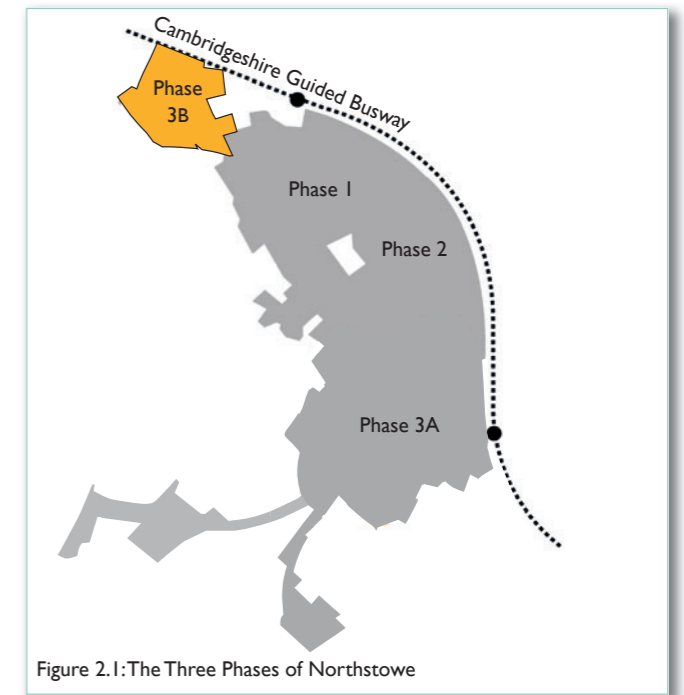 Cambridgeshire Guided Busway
Phase
3B
Phase 1
Phase 2
Phase 3A
Figure 2.1: The Three Phases of Northstowe